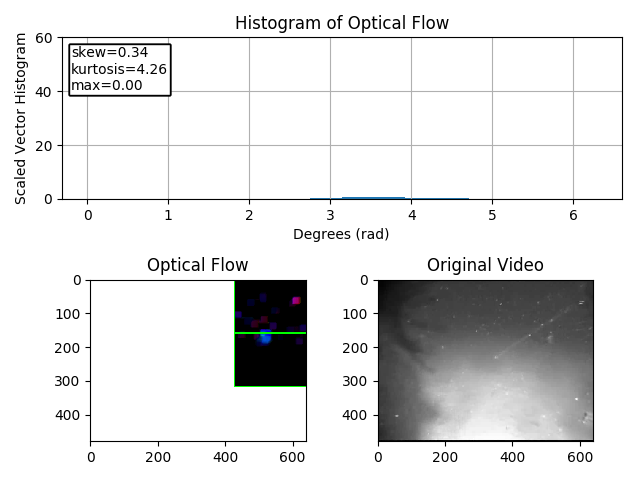 Histogram of Optical Flow
Scaled Vector Histogram
60
40
20
0
skew=0.34
kurtosis=4.26
max=0.00
0 1 2 3 4 5 6
Degrees (rad)
Optical Flow
0
100
200
300
400
0 200 400 600
Original Video
0
100
200
300
400
0 200 400 600